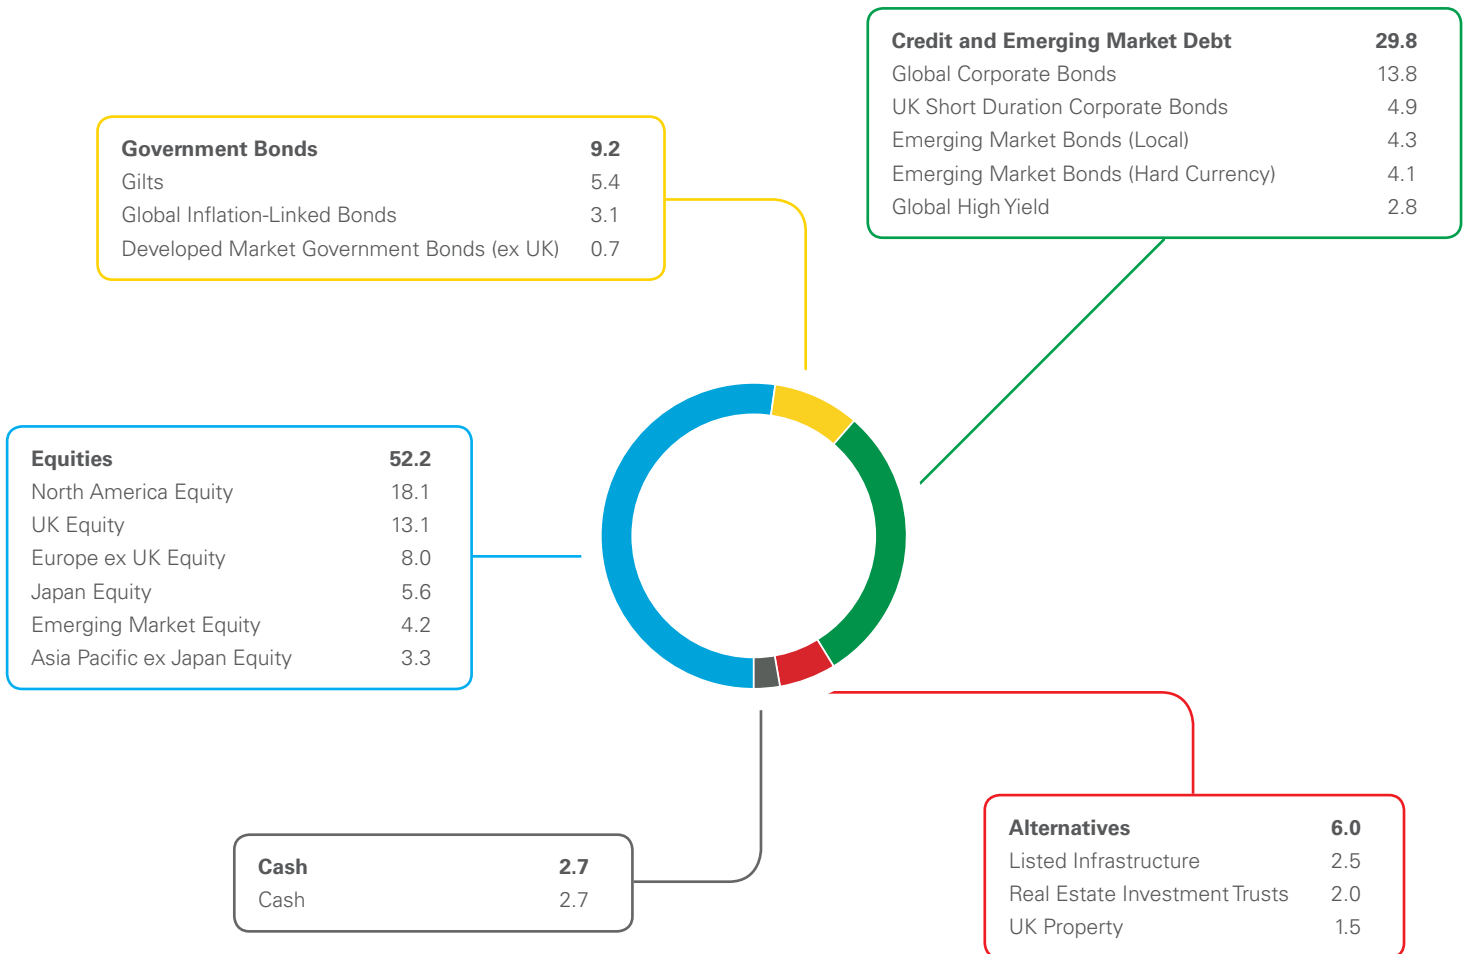 Credit and Emerging Market Debt 29.8
Global Corporate Bonds 13.8
UK Short Duration Corporate Bonds 4.9
Emerging Market Bonds (Local) 4.3
Emerging Market Bonds (Hard Currency) 4.1
Global High Yield 2.8
Government Bonds 9.2
Gilts 5.4
Global Inflation-Linked Bonds 3.1
Developed Market Government Bonds (ex UK) 0.7
Equities 52.2
North America Equity 18.1
UK Equity 13.1
Europe ex UK Equity 8.0
Japan Equity 5.6
Emerging Market Equity 4.2
Asia Pacific ex Japan Equity 3.3
Cash 2.7
Cash 2.7
Alternatives 6.0
Listed Infrastructure 2.5
Real Estate Investment Trusts 2.0
UK Property 1.5